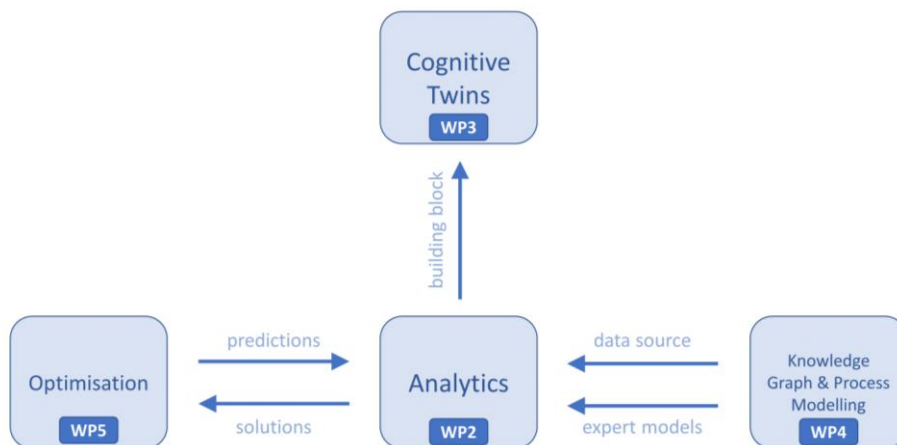 Cognitive
Twins
WP3
building block
predictions
data source
Optimisation
Analytics
Knowledge
Graph & Process
Modelling
solutions
expert models
WP5
WP2
WP4